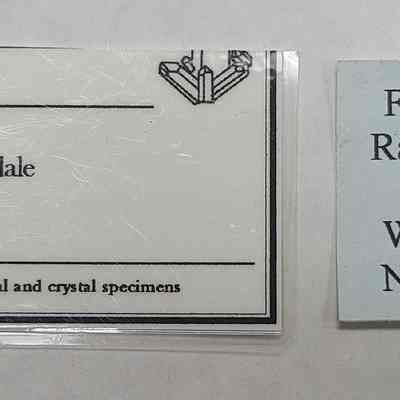 dale
al and crystal specimens
F
Ra
W
N